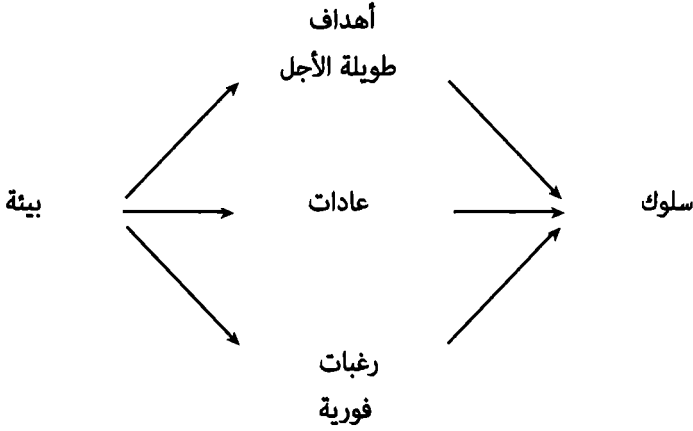 أهداف
طويلة الأجل
بيئة
عادات
سلوك
رغبات
فورية